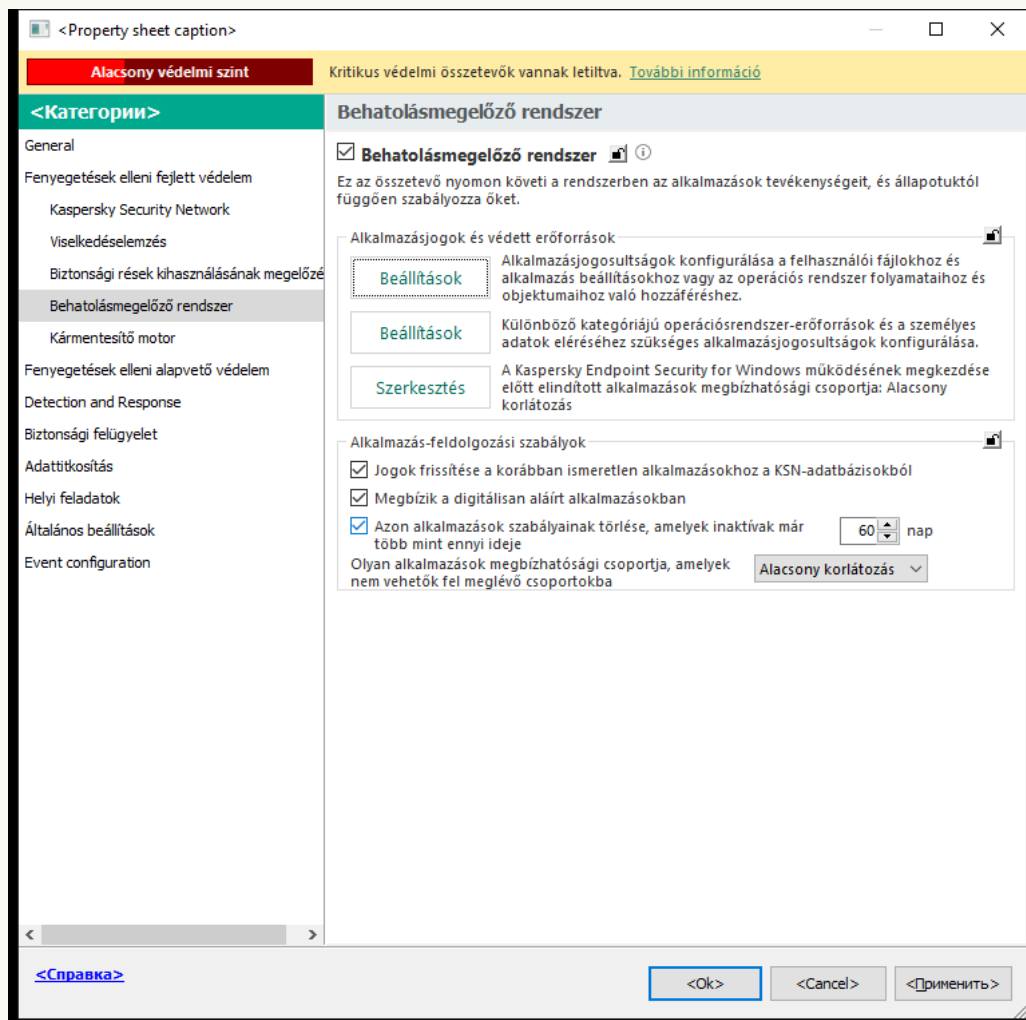 <Property sheet caption>
Alacsony védelmi szint
Kritikus védelmi összetevők vannak letiltva. További információ
<Категории>
General
Fenyegetések elleni fejlett védelem
Kaspersky Security Network
Viselkedéselemzés
Biztonsági rések kihasználásának megelőzé
Behatolásmegelőző rendszer
Kármentesítő motor
Fenyegetések elleni alapvető védelem
Detection and Response
Biztonsági felügyelet
Adattitkosítás
Helyi feladatok
Általános beállítások
Event configuration
Behatolásmegelőző rendszer
Behatolásmegelőző rendszer
Ez az összetevő nyomon követi a rendszerben az alkalmazások tevékenységeit, és állapotuktól
függően szabályozza őket.
Alkalmazásjogok és védett erőforrások
Beállítások
Alkalmazásjogosultságok konfigurálása a felhasználói fájlokhoz és
alkalmazás beállításokhoz vagy az operációs rendszer folyamataihoz és
objektumaihoz való hozzáféréshez.
Beállítások
Különböző kategóriájú operációsrendszer-erőforrások és a személyes
adatok eléréséhez szükséges alkalmazásjogosultságok konfigurálása.
Szerkesztés
A Kaspersky Endpoint Security for Windows működésének megkezdése
előtt elindított alkalmazások megbízhatósági csoportja: Alacsony
korlátozás
Alkalmazás-feldolgozási szabályok
Jogok frissítése a korábban ismeretlen alkalmazásokhoz a KSN-adatbázisokból
Megbízik a digitálisan aláírt alkalmazásokban
Azon alkalmazások szabályainak törlése, amelyek inaktívak már
több mint ennyi ideje
60 nap
Olyan alkalmazások megbízhatósági csoportja, amelyek
nem vehetők fel meglévő csoportokba
Alacsony korlátozás
<Справка>
<Ok>
<Cancel>
<Применить>